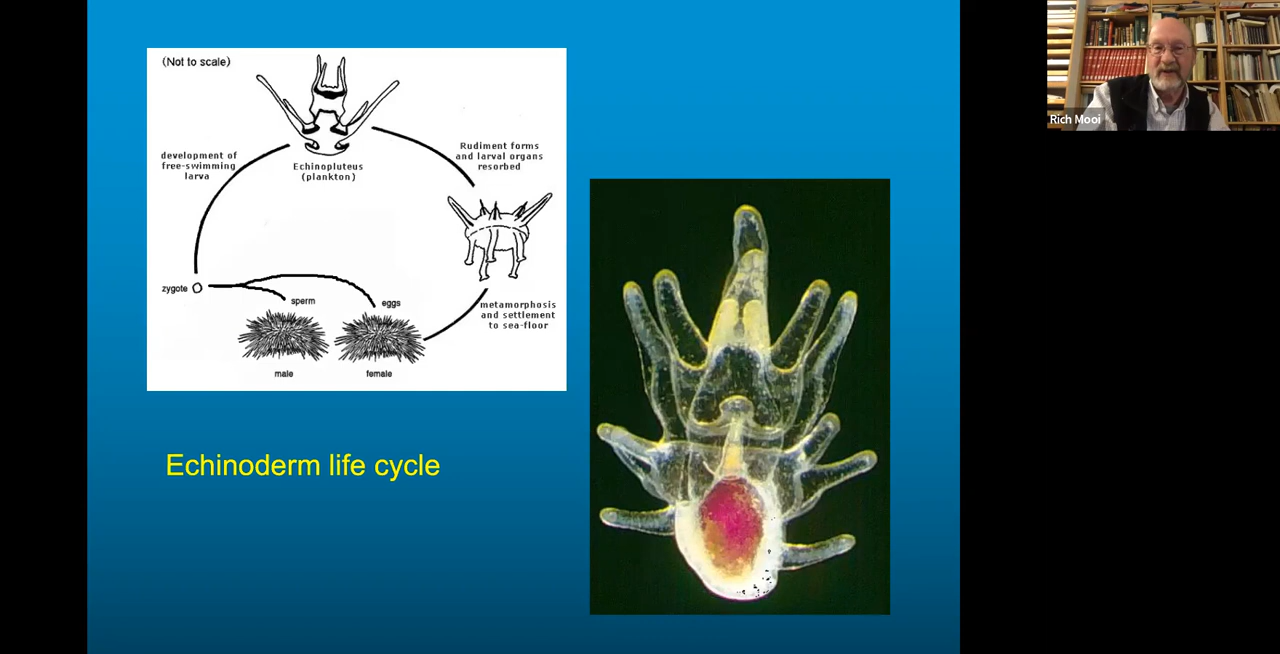 (Not to scale)
development of
free-swimming
larva
Echinopluteus
(plankton)
Rudiment forms
and larval organs
resorbed
zygote
sperm
eggs
metamorphosis
and settlement
to sea-floor
male
female
Echinoderm life cycle
Rich Mooi